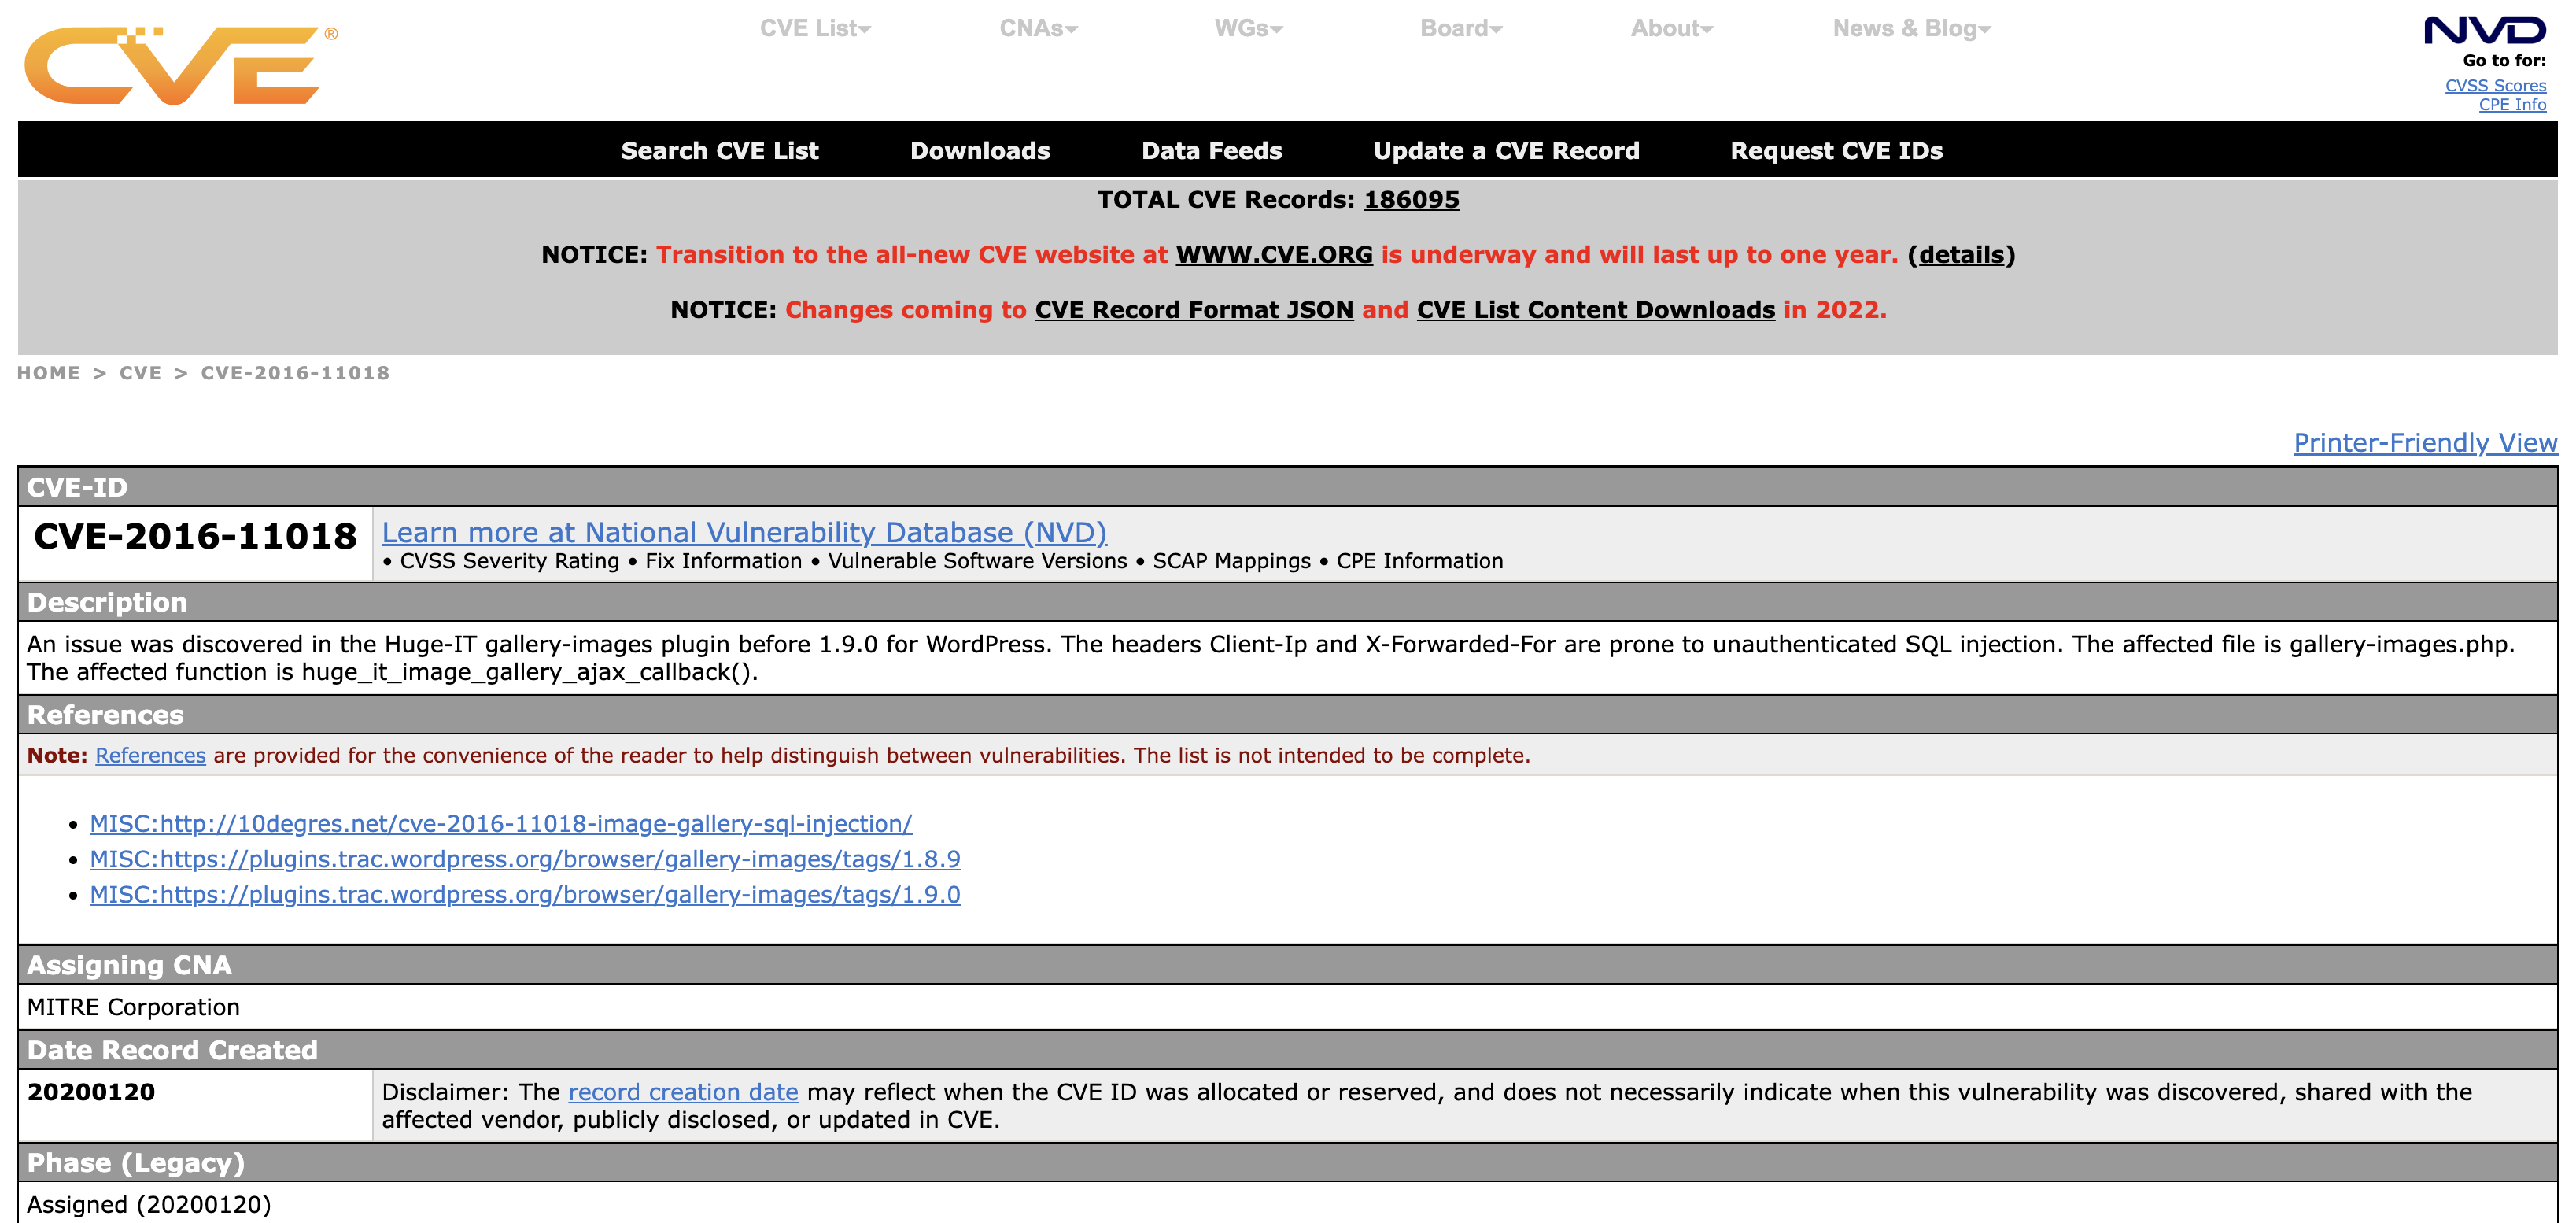 CVE®
CVE List▾ CNAs▾ WGs▾ Board▾ About▾ News & Blog▾
NVD
Go to for:
CVSS Scores
CPE Info
Search CVE List Downloads Data Feeds Update a CVE Record Request CVE IDs
TOTAL CVE Records: 186095
NOTICE: Transition to the all-new CVE website at WWW.CVE.ORG is underway and will last up to one year. (details)
NOTICE: Changes coming to CVE Record Format JSON and CVE List Content Downloads in 2022.
HOME > CVE > CVE-2016-11018
Printer-Friendly View
CVE-ID
CVE-2016-11018 Learn more at National Vulnerability Database (NVD)
• CVSS Severity Rating • Fix Information • Vulnerable Software Versions • SCAP Mappings • CPE Information
Description
An issue was discovered in the Huge-IT gallery-images plugin before 1.9.0 for WordPress. The headers Client-Ip and X-Forwarded-For are prone to unauthenticated SQL injection. The affected file is gallery-images.php.
The affected function is huge_it_image_gallery_ajax_callback().
References
Note: References are provided for the convenience of the reader to help distinguish between vulnerabilities. The list is not intended to be complete.
• MISC:http://10degres.net/cve-2016-11018-image-gallery-sql-injection/
• MISC:https://plugins.trac.wordpress.org/browser/gallery-images/tags/1.8.9
• MISC:https://plugins.trac.wordpress.org/browser/gallery-images/tags/1.9.0
Assigning CNA
MITRE Corporation
Date Record Created
20200120 Disclaimer: The record creation date may reflect when the CVE ID was allocated or reserved, and does not necessarily indicate when this vulnerability was discovered, shared with the
affected vendor, publicly disclosed, or updated in CVE.
Phase (Legacy)
Assigned (20200120)